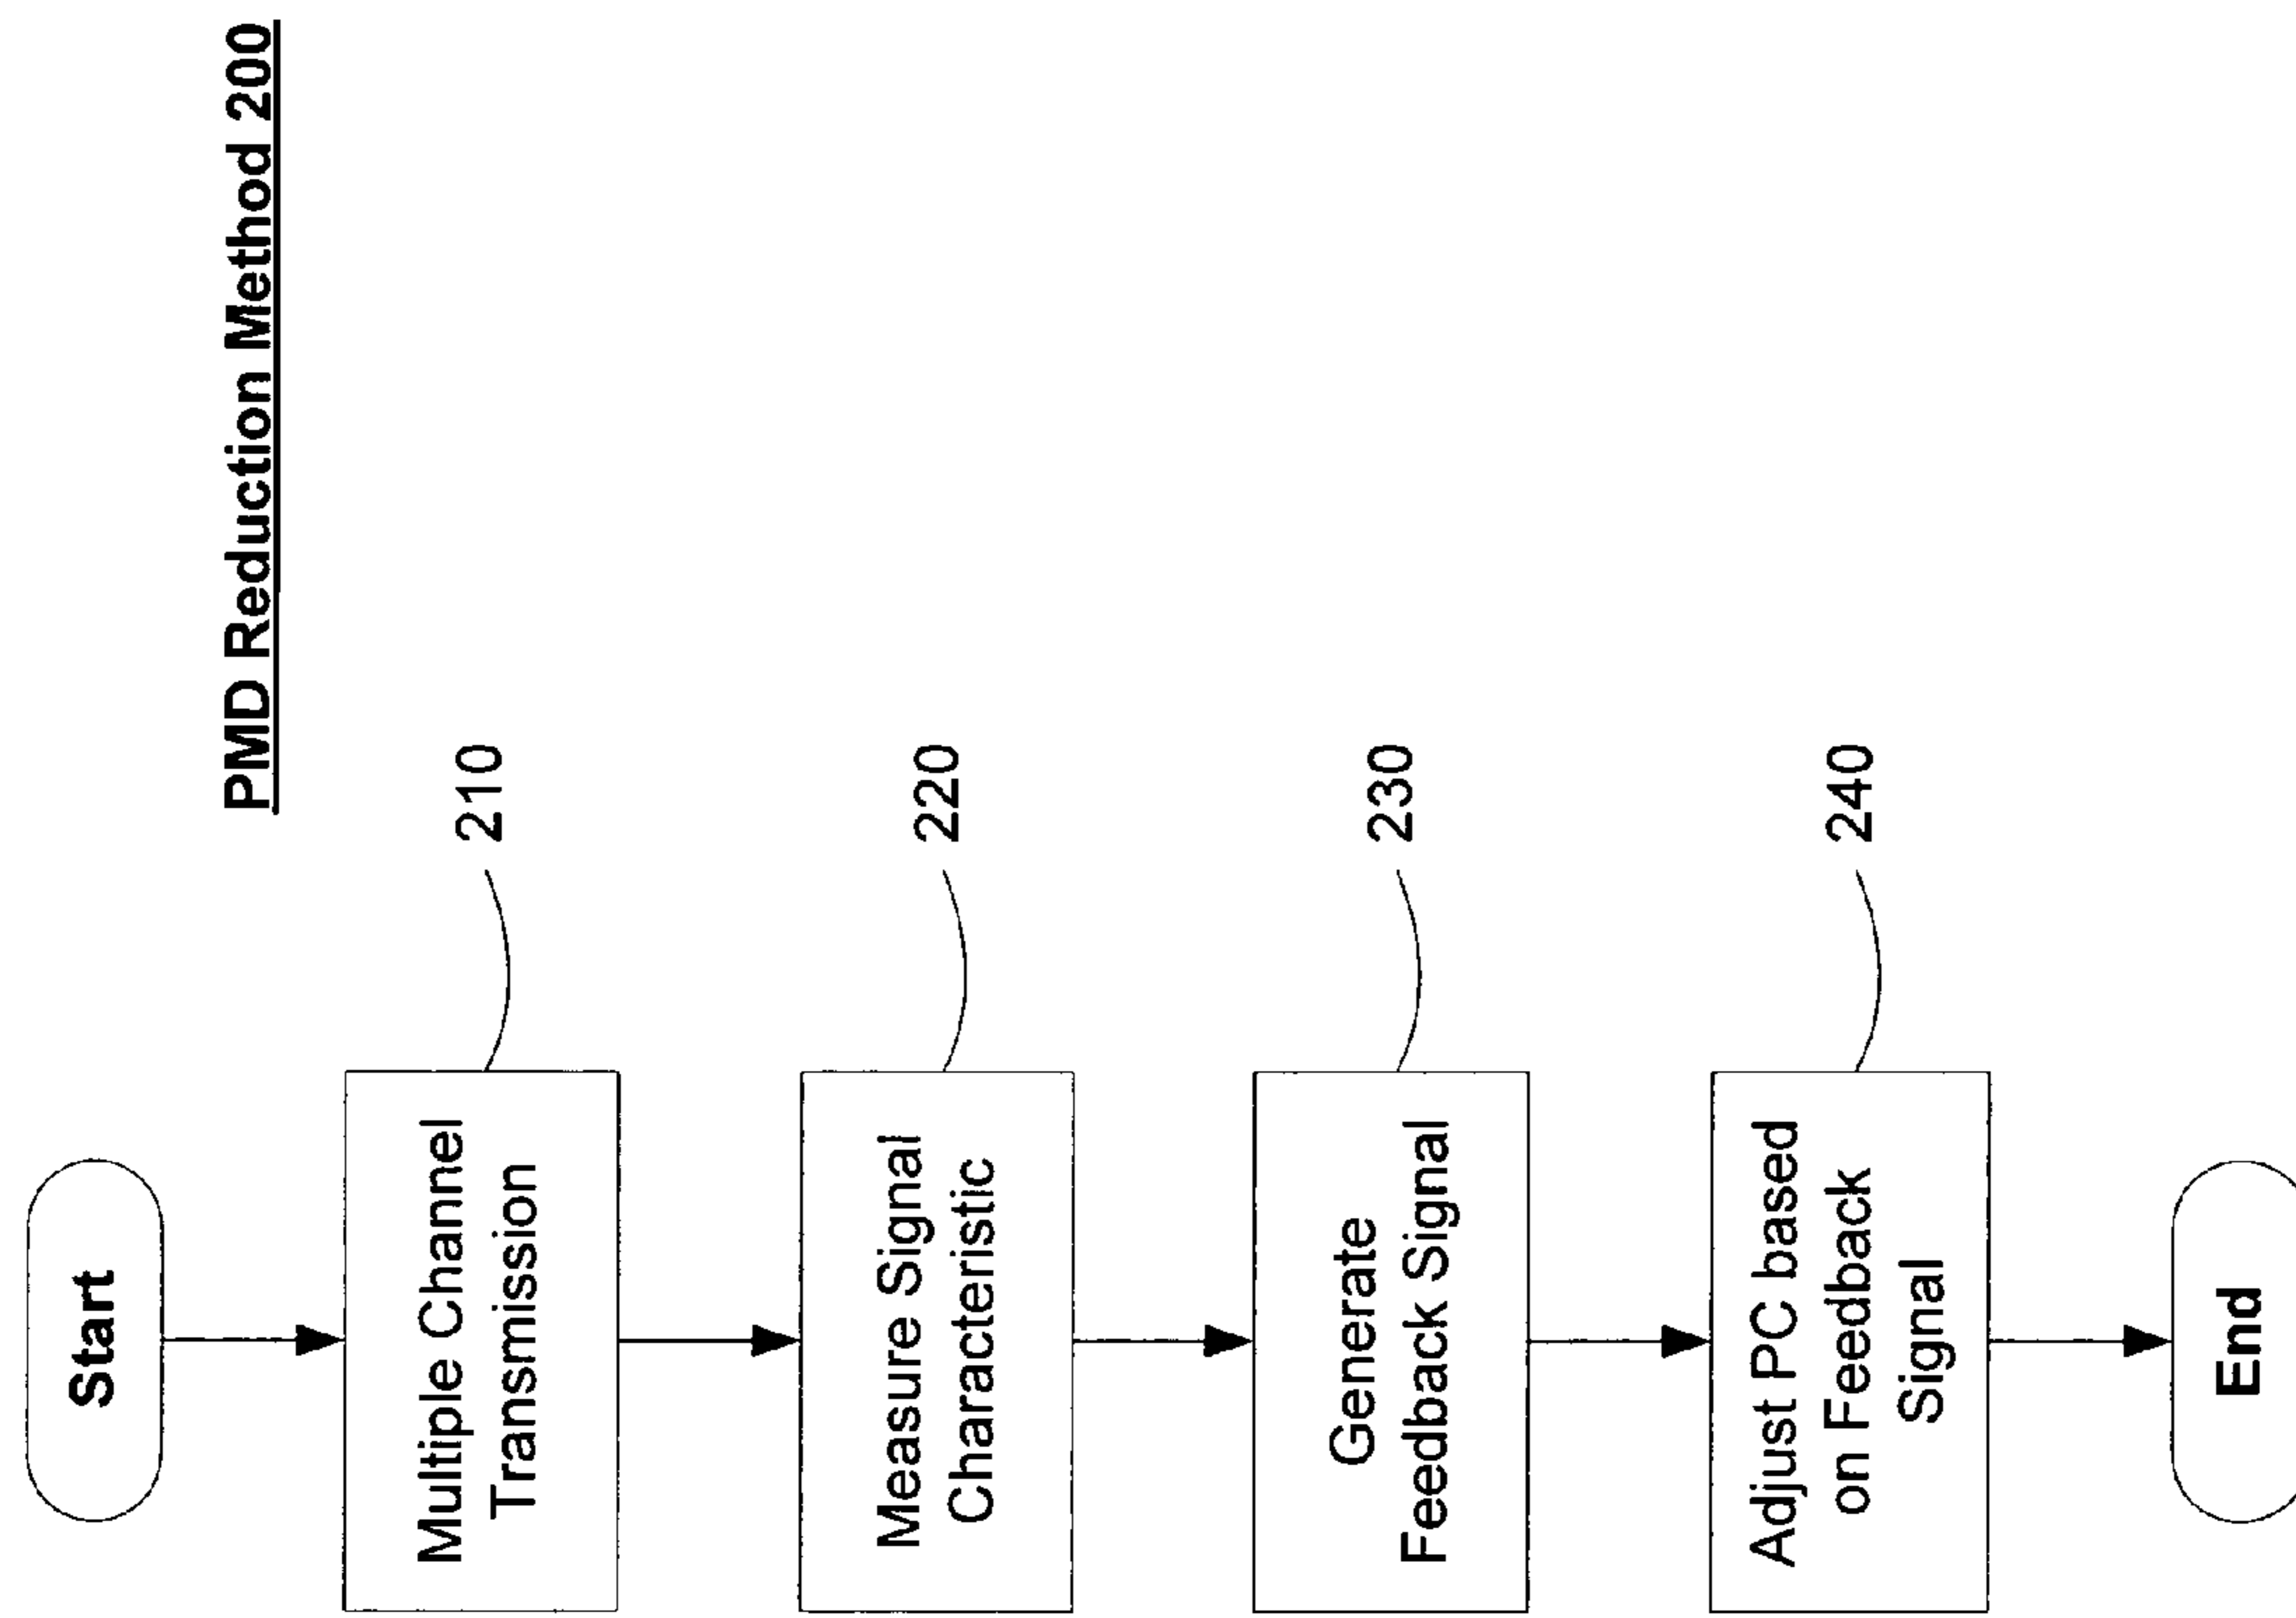 PMD Reduction Method 200
Start
Multiple Channel
Transmission
210
Measure Signal
Characteristic
220
Generate
Feedback Signal
230
Adjust PC based
on Feedback
Signal
240
End